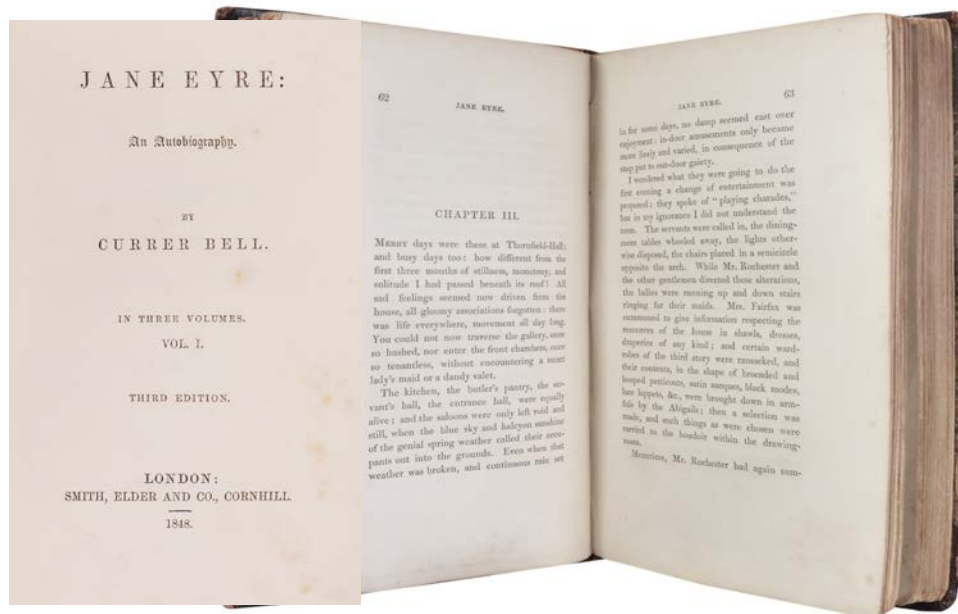 JANE EYRE:
An Autobiography.
BY
CURRER BELL.
IN THREE VOLUMES.
VOL. I.
THIRD EDITION.
LONDON:
SMITH, ELDER AND CO., CORNHILL.
1848.
62
JANE EYRE.
CHAPTER III.
MERRY days were these at Thornfield-Hall;
and busy days too: how different from the
first three months of stillness, monotony, and
solitude I had passed beneath its roof! All
sad feelings seemed now driven from the
house, all gloomy associations forgotten: there
was life everywhere, movement all day long.
You could not now traverse the gallery, once
so hushed, nor enter the front chambers, once
so tenantless, without encountering a smart
lady's maid or a dandy valet.
The kitchen, the butler's pantry, the ser-
vant's hall, the entrance hall, were equally
alive; and the saloons were only left void and
still, when the blue sky and halcyon sunshine
of the genial spring weather called their occu-
pants out into the grounds. Even when that
weather was broken, and continuous rain set
JANE EYRE.
63
in for some days, no damp seemed cast over
enjoyment: in-door amusements only became
more lively and varied, in consequence of the
stop put to out-door gaiety.
I wondered what they were going to do the
first evening a change of entertainment was
proposed: they spoke of "playing charades,"
but in my ignorance I did not understand the
term. The servants were called in, the dining-
room tables wheeled away, the lights other-
wise disposed, the chairs placed in a semicircle
opposite the arch. While Mr. Rochester and
the other gentlemen directed these alterations,
the ladies were running up and down stairs
ringing for their maids. Mrs. Fairfax was
summoned to give information respecting the
resources of the house in shawls, dresses,
draperies of any kind; and certain ward-
robes of the third story were ransacked, and
their contents, in the shape of brocaded and
hooped petticoats, satin sacques, black modes,
lace lappets, &c., were brought down in arm-
fuls by the Abigails: then a selection was
made, and such things as were chosen were
carried to the boudoir within the drawing-
room.
Meantime, Mr. Rochester had again sum-